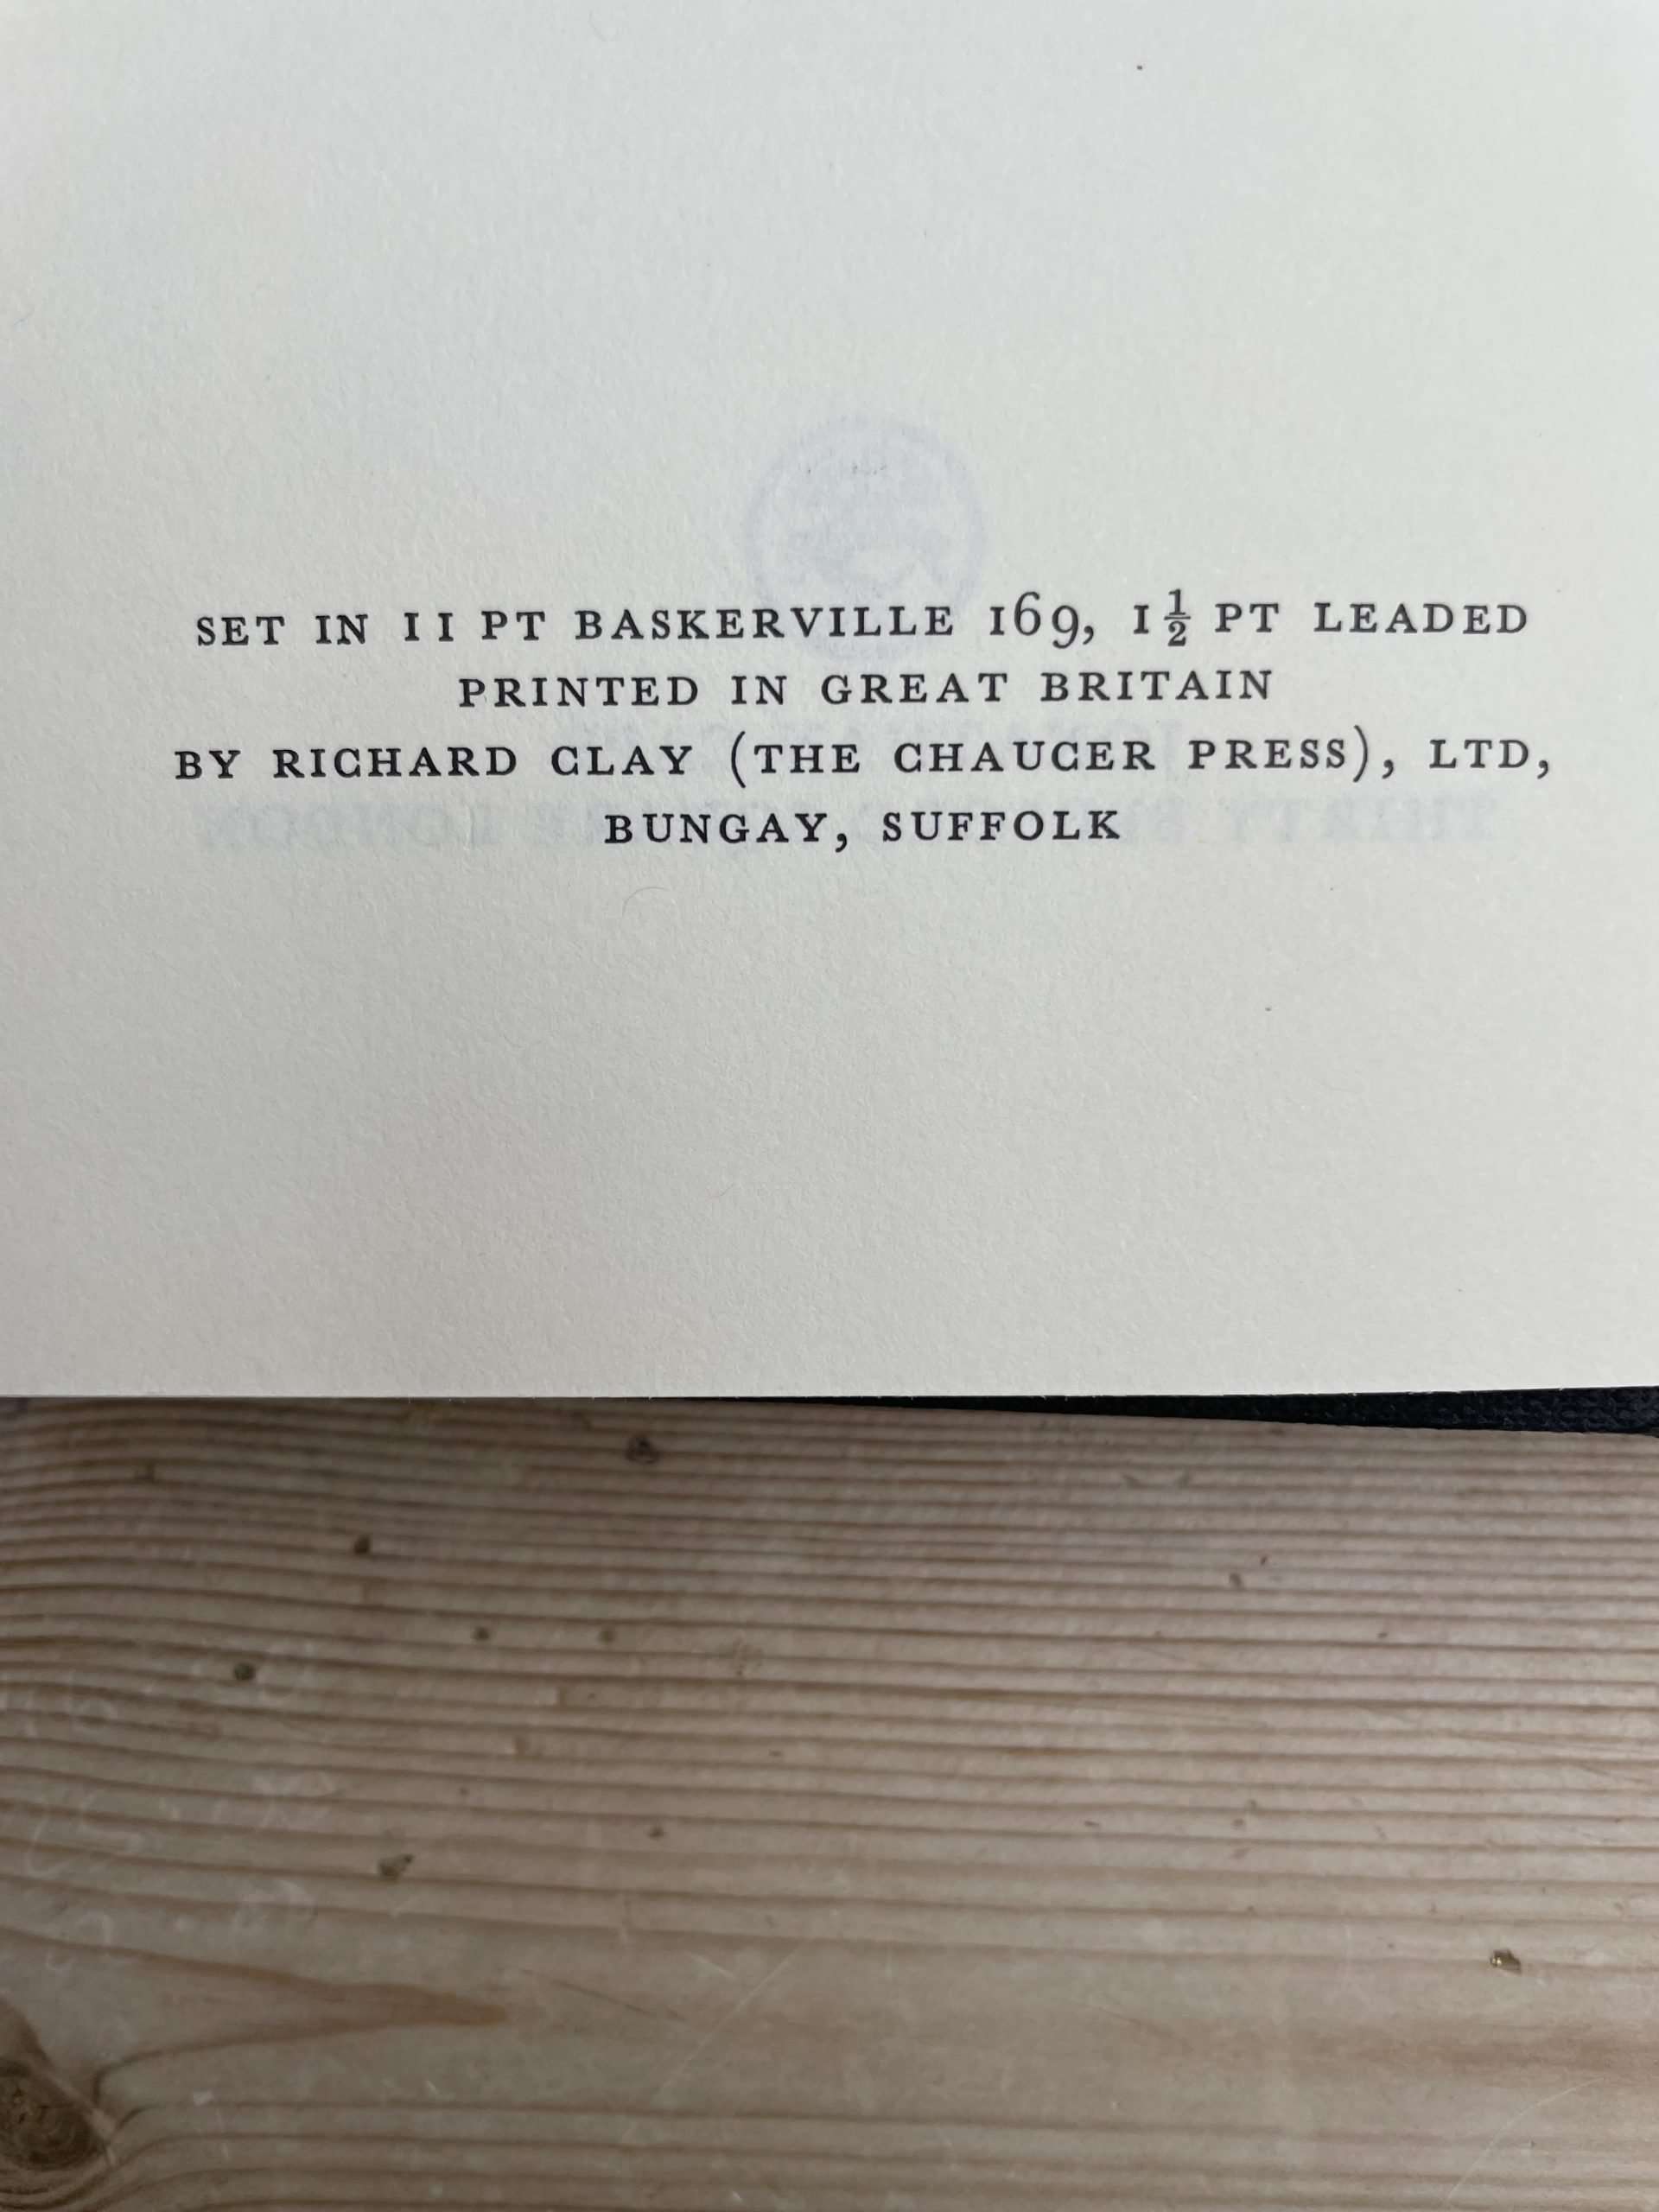 SET IN 11 PT BASKERVILLE 169, 1½ PT LEADED
PRINTED IN GREAT BRITAIN
BY RICHARD CLAY (THE CHAUCER PRESS), LTD,
BUNGAY, SUFFOLK